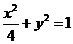 x²/4 + y² = 1